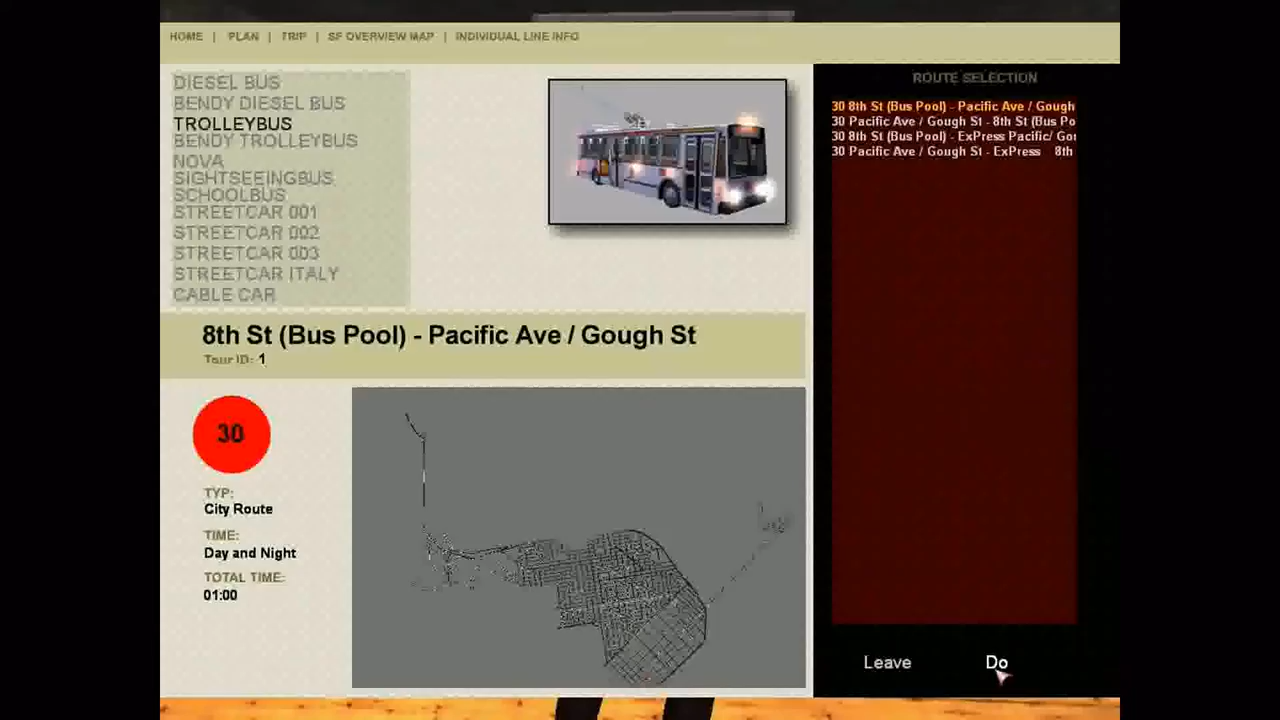 HOME | PLAN | TRIP | SF OVERVIEW MAP | INDIVIDUAL LINE INFO
DIESEL BUS
BENDY DIESEL BUS
TROLLEYBUS
BENDY TROLLEYBUS
NOVA
SIGHTSEEINGBUS
SCHOOLBUS
STREETCAR 001
STREETCAR 002
STREETCAR 003
STREETCAR ITALY
CABLE CAR
8th St (Bus Pool) - Pacific Ave / Gough St
Tour ID: 1
30
TYP:
City Route
TIME:
Day and Night
TOTAL TIME:
01:00
ROUTE SELECTION
30 8th St (Bus Pool) - Pacific Ave / Gough
30 Pacific Ave / Gough St - 8th St (Bus Po
30 8th St (Bus Pool) - ExPress Pacific/ Gou
30 Pacific Ave / Gough St - ExPress 8th
Leave Do